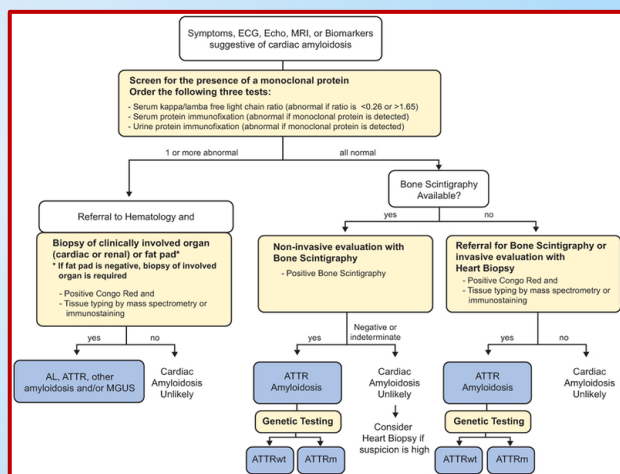 Symptoms, ECG, Echo, MRI, or Biomarkers
suggestive of cardiac amyloidosis
Screen for the presence of a monoclonal protein
Order the following three tests:
- Serum kappa/lamba free light chain ratio (abnormal if ratio is <0.26 or >1.65)
- Serum protein immunofixation (abnormal if monoclonal protein is detected)
- Urine protein immunofixation (abnormal if monoclonal protein is detected)
1 or more abnormal
all normal
Bone Scintigraphy
Available?
yes
no
Referral to Hematology and
Biopsy of clinically involved organ
(cardiac or renal) or fat pad*
* If fat pad is negative, biopsy of involved
organ is required
- Positive Congo Red and
- Tissue typing by mass spectrometry or
immunostaining
Non-invasive evaluation with
Bone Scintigraphy
- Positive Bone Scintigraphy
Referral for Bone Scintigraphy or
invasive evaluation with
Heart Biopsy
- Positive Congo Red and
- Tissue typing by mass spectrometry or
immunostaining
yes
no
yes
Negative or
indeterminate
yes
no
AL, ATTR, other
amyloidosis and/or MGUS
Cardiac
Amyloidosis
Unlikely
ATTR
Amyloidosis
Cardiac
Amyloidosis
Unlikely
ATTR
Amyloidosis
Cardiac
Amyloidosis
Unlikely
Genetic Testing
Consider
Heart Biopsy if
suspicion is high
Genetic Testing
ATTRwt
ATTRm
ATTRwt
ATTRm